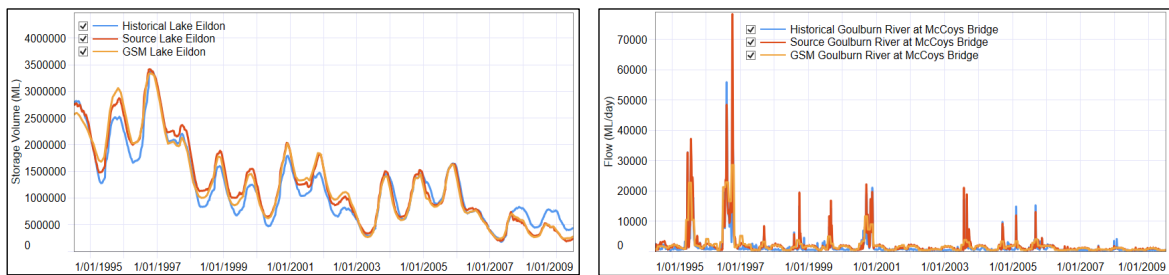 Historical Lake Eildon
Source Lake Eildon
GSM Lake Eildon
Storage Volume (ML)
4000000
3500000
3000000
2500000
2000000
1500000
1000000
500000
0
1/01/1995 1/01/1997 1/01/1999 1/01/2001 1/01/2003 1/01/2005 1/01/2007 1/01/2009
Historical Goulburn River at McCoys Bridge
Source Goulburn River at McCoys Bridge
GSM Goulburn River at McCoys Bridge
Flow (ML/day)
70000
60000
50000
40000
30000
20000
10000
0
1/01/1995 1/01/1997 1/01/1999 1/01/2001 1/01/2003 1/01/2005 1/01/2007 1/01/2009